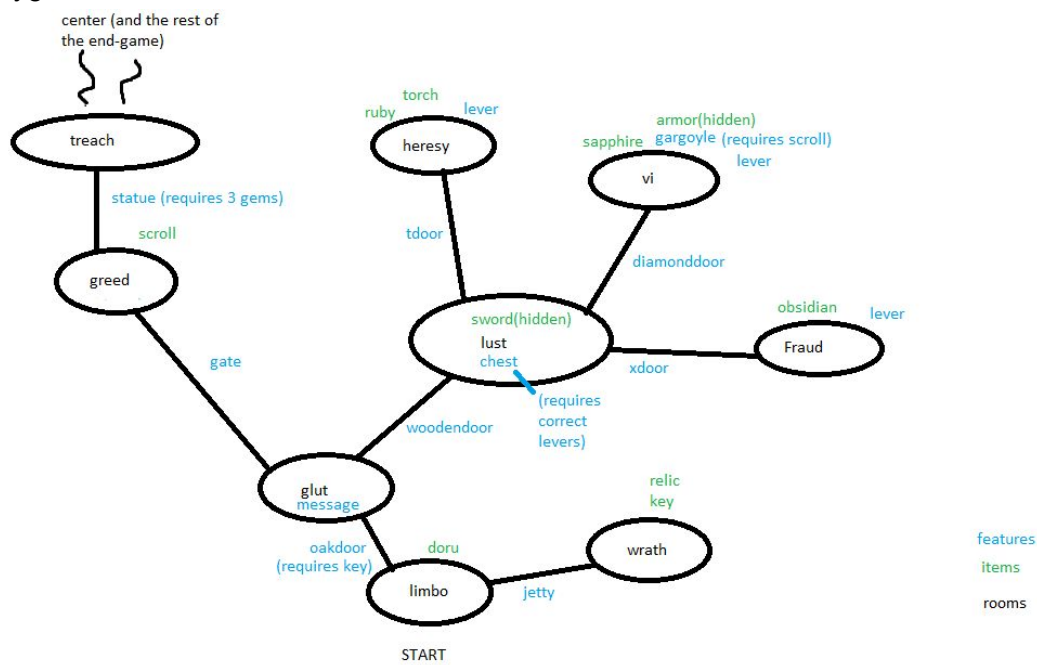 center (and the rest of
the end-game)
treach
statue (requires 3 gems)
scroll
greed
gate
torch
ruby
lever
heresy
tdoor
armor(hidden)
sapphire
gargoyle (requires scroll)
lever
vi
diamonddoor
sword(hidden)
lust
chest
(requires
correct
levers)
obsidian
lever
Fraud
xdoor
woodendoor
glut
message
oakdoor
(requires key)
doru
limbo
jetty
relic
key
wrath
START
features
items
rooms